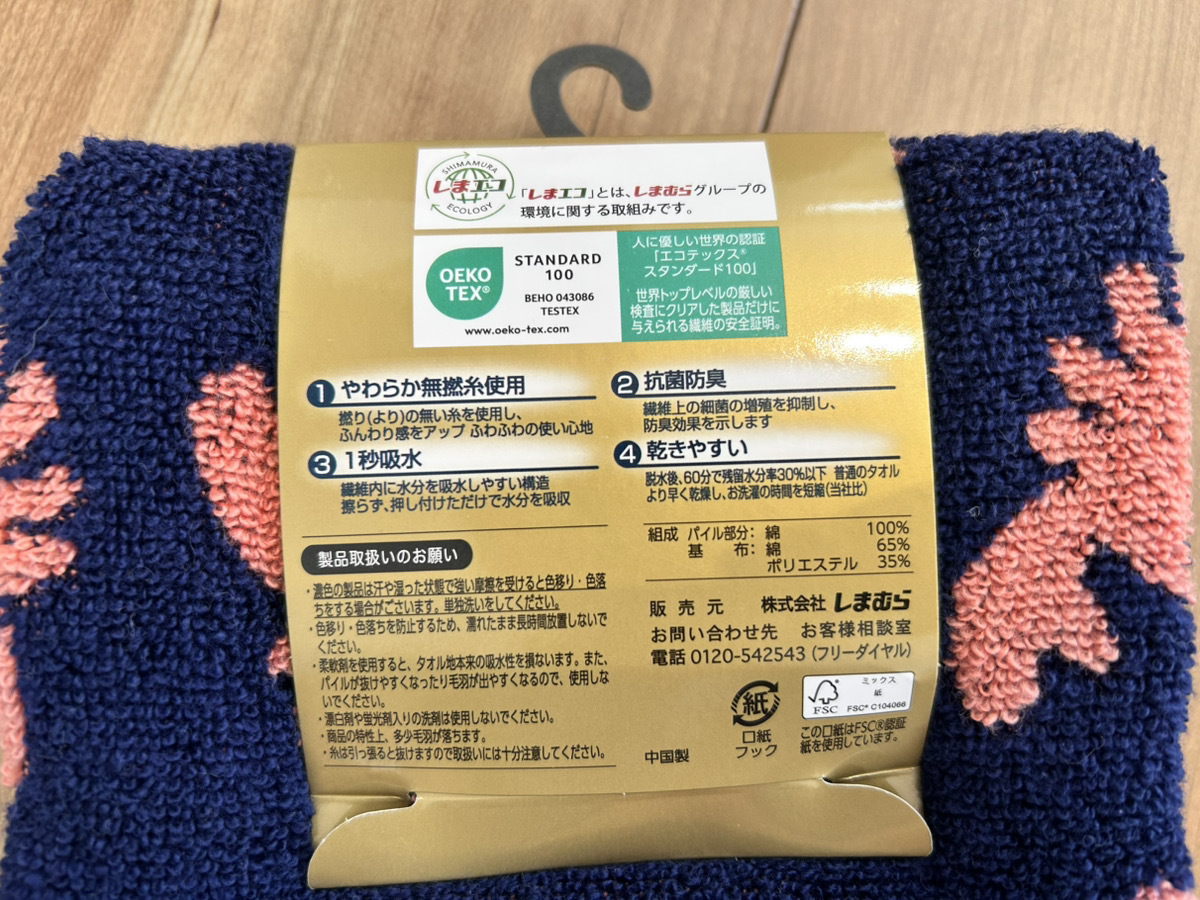 SHIMAMURA
しまエコ
ECOLOGY
「しまエコ」とは、しまむらグループの
環境に関する取組みです。
OEKO
TEX®
STANDARD
100
BEHO 043086
TESTEX
www.oeko-tex.com
人に優しい世界の認証
「エコテックス®
スタンダード100」
世界トップレベルの厳しい
検査にクリアした製品だけに
与えられる繊維の安全証明。
1 やわらか無撚糸使用
撚り(より)の無い糸を使用し、
ふんわり感をアップ ふわふわの使い心地
2 抗菌防臭
繊維上の細菌の増殖を抑制し、
防臭効果を示します
3 1秒吸水
繊維内に水分を吸水しやすい構造
擦らず、押し付けただけで水分を吸収
4 乾きやすい
脱水後、60分で残留水分率30%以下 普通のタオル
より早く乾燥し、お洗濯の時間を短縮(当社比)
製品取扱いのお願い
・濃色の製品は汗や湿った状態で強い摩擦を受けると色移り・色落
ちをする場合がございます。単独洗いをしてください。
・色移り・色落ちを防止するため、濡れたまま長時間放置しないで
ください。
・柔軟剤を使用すると、タオル地本来の吸水性を損ないます。また、
パイルが抜けやすくなったり毛羽が出やすくなるので、使用しな
いでください。
・漂白剤や蛍光剤入りの洗剤は使用しないでください。
・商品の特性上、多少毛羽が落ちます。
・糸は引っ張ると抜けますので取扱いには十分注意してください。
組成 パイル部分: 綿 100%
基 布: 綿 65%
ポリエステル 35%
販売元 株式会社 しまむら
お問い合わせ先 お客様相談室
電話 0120-542543 (フリーダイヤル)
中国製
紙
口紙
フック
FSC
ミックス
紙
FSC® C104066
この口紙はFSC®認証
紙を使用しています。